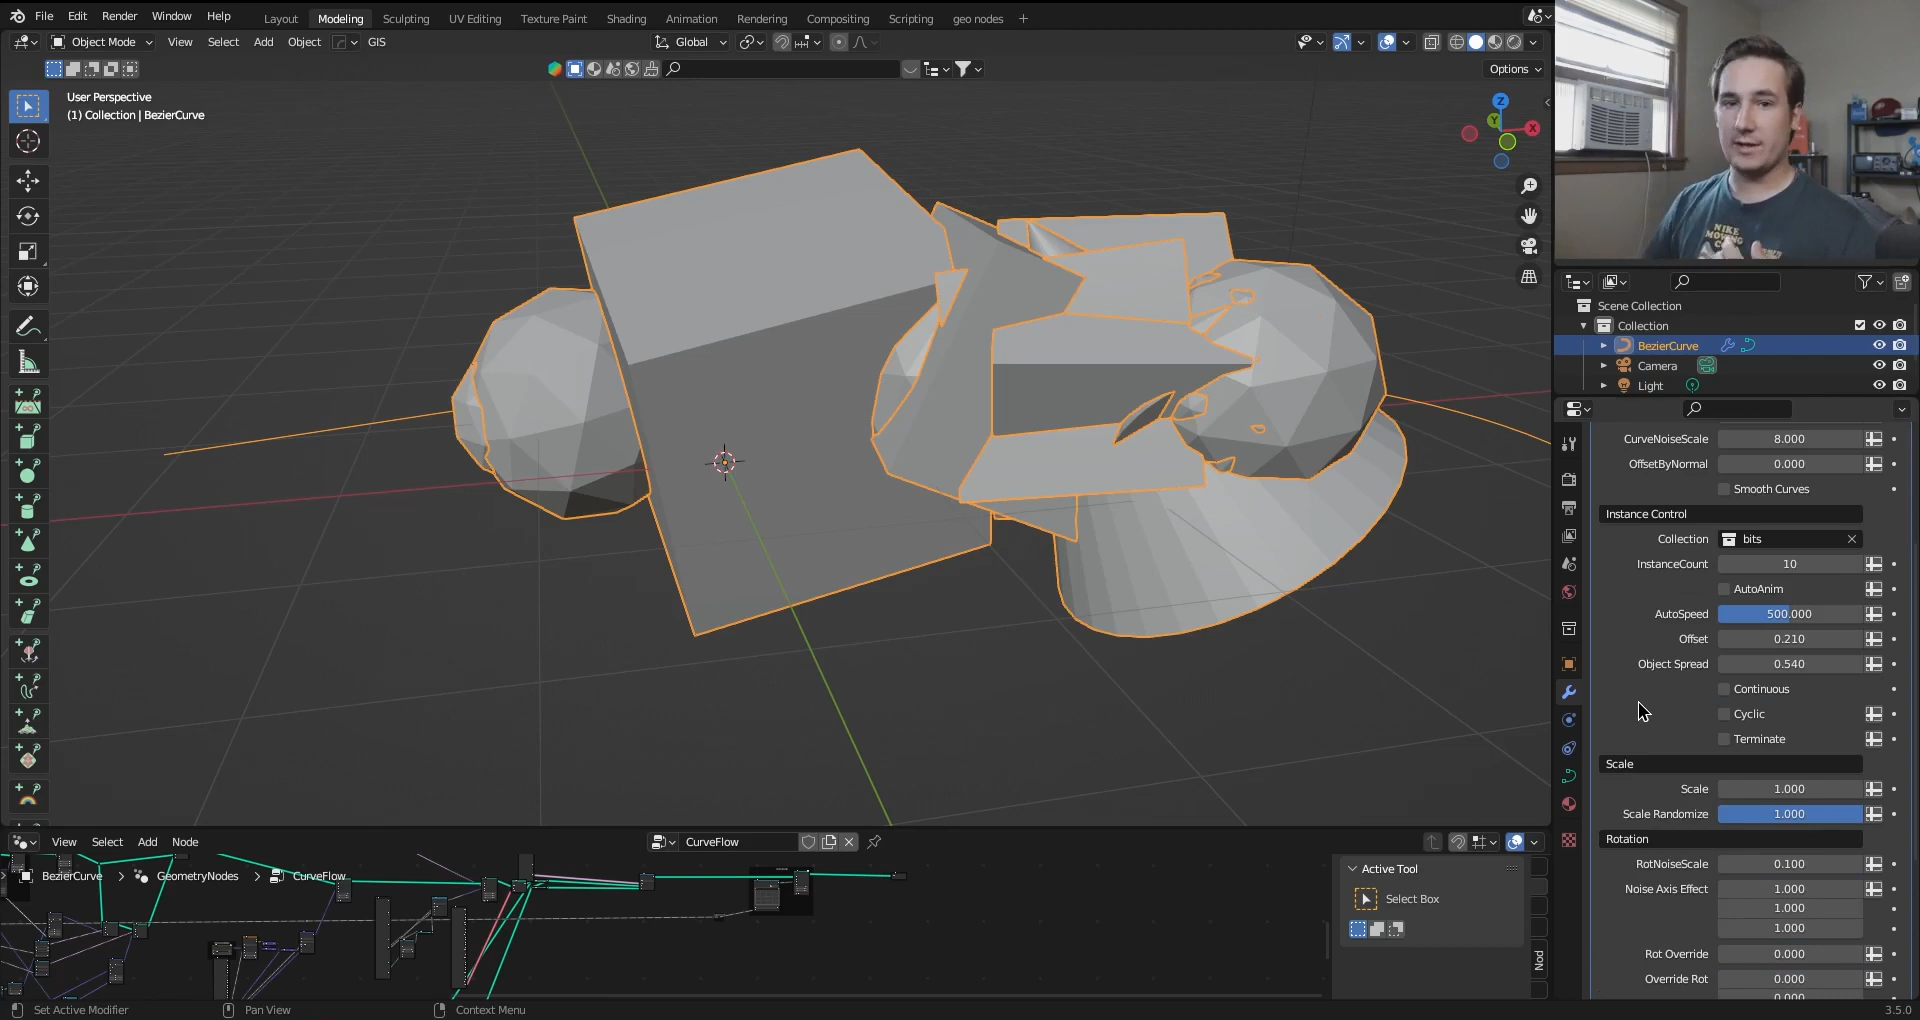 File Edit Render Window Help Layout Modeling Sculpting UV Editing Texture Paint Shading Animation Rendering Compositing Scripting geo nodes +
Object Mode View Select Add Object GIS Global
Options
User Perspective
(1) Collection | BezierCurve
Z
Y
X
NIKE
Scene Collection
Collection
BezierCurve
Camera
Light
CurveNoiseScale 8.000
OffsetByNormal 0.000
Smooth Curves
Instance Control
Collection bits
InstanceCount 10
AutoAnim
AutoSpeed 500.000
Offset 0.210
Object Spread 0.540
Continuous
Cyclic
Terminate
Scale
Scale 1.000
Scale Randomize 1.000
Rotation
RotNoiseScale 0.100
Noise Axis Effect 1.000
1.000
1.000
Rot Override 0.000
Override Rot 0.000
0.000
View Select Add Node CurveFlow
BezierCurve > GeometryNodes > CurveFlow
Active Tool
Select Box
Nod
Set Active Modifier Pan View Context Menu 3.5.0